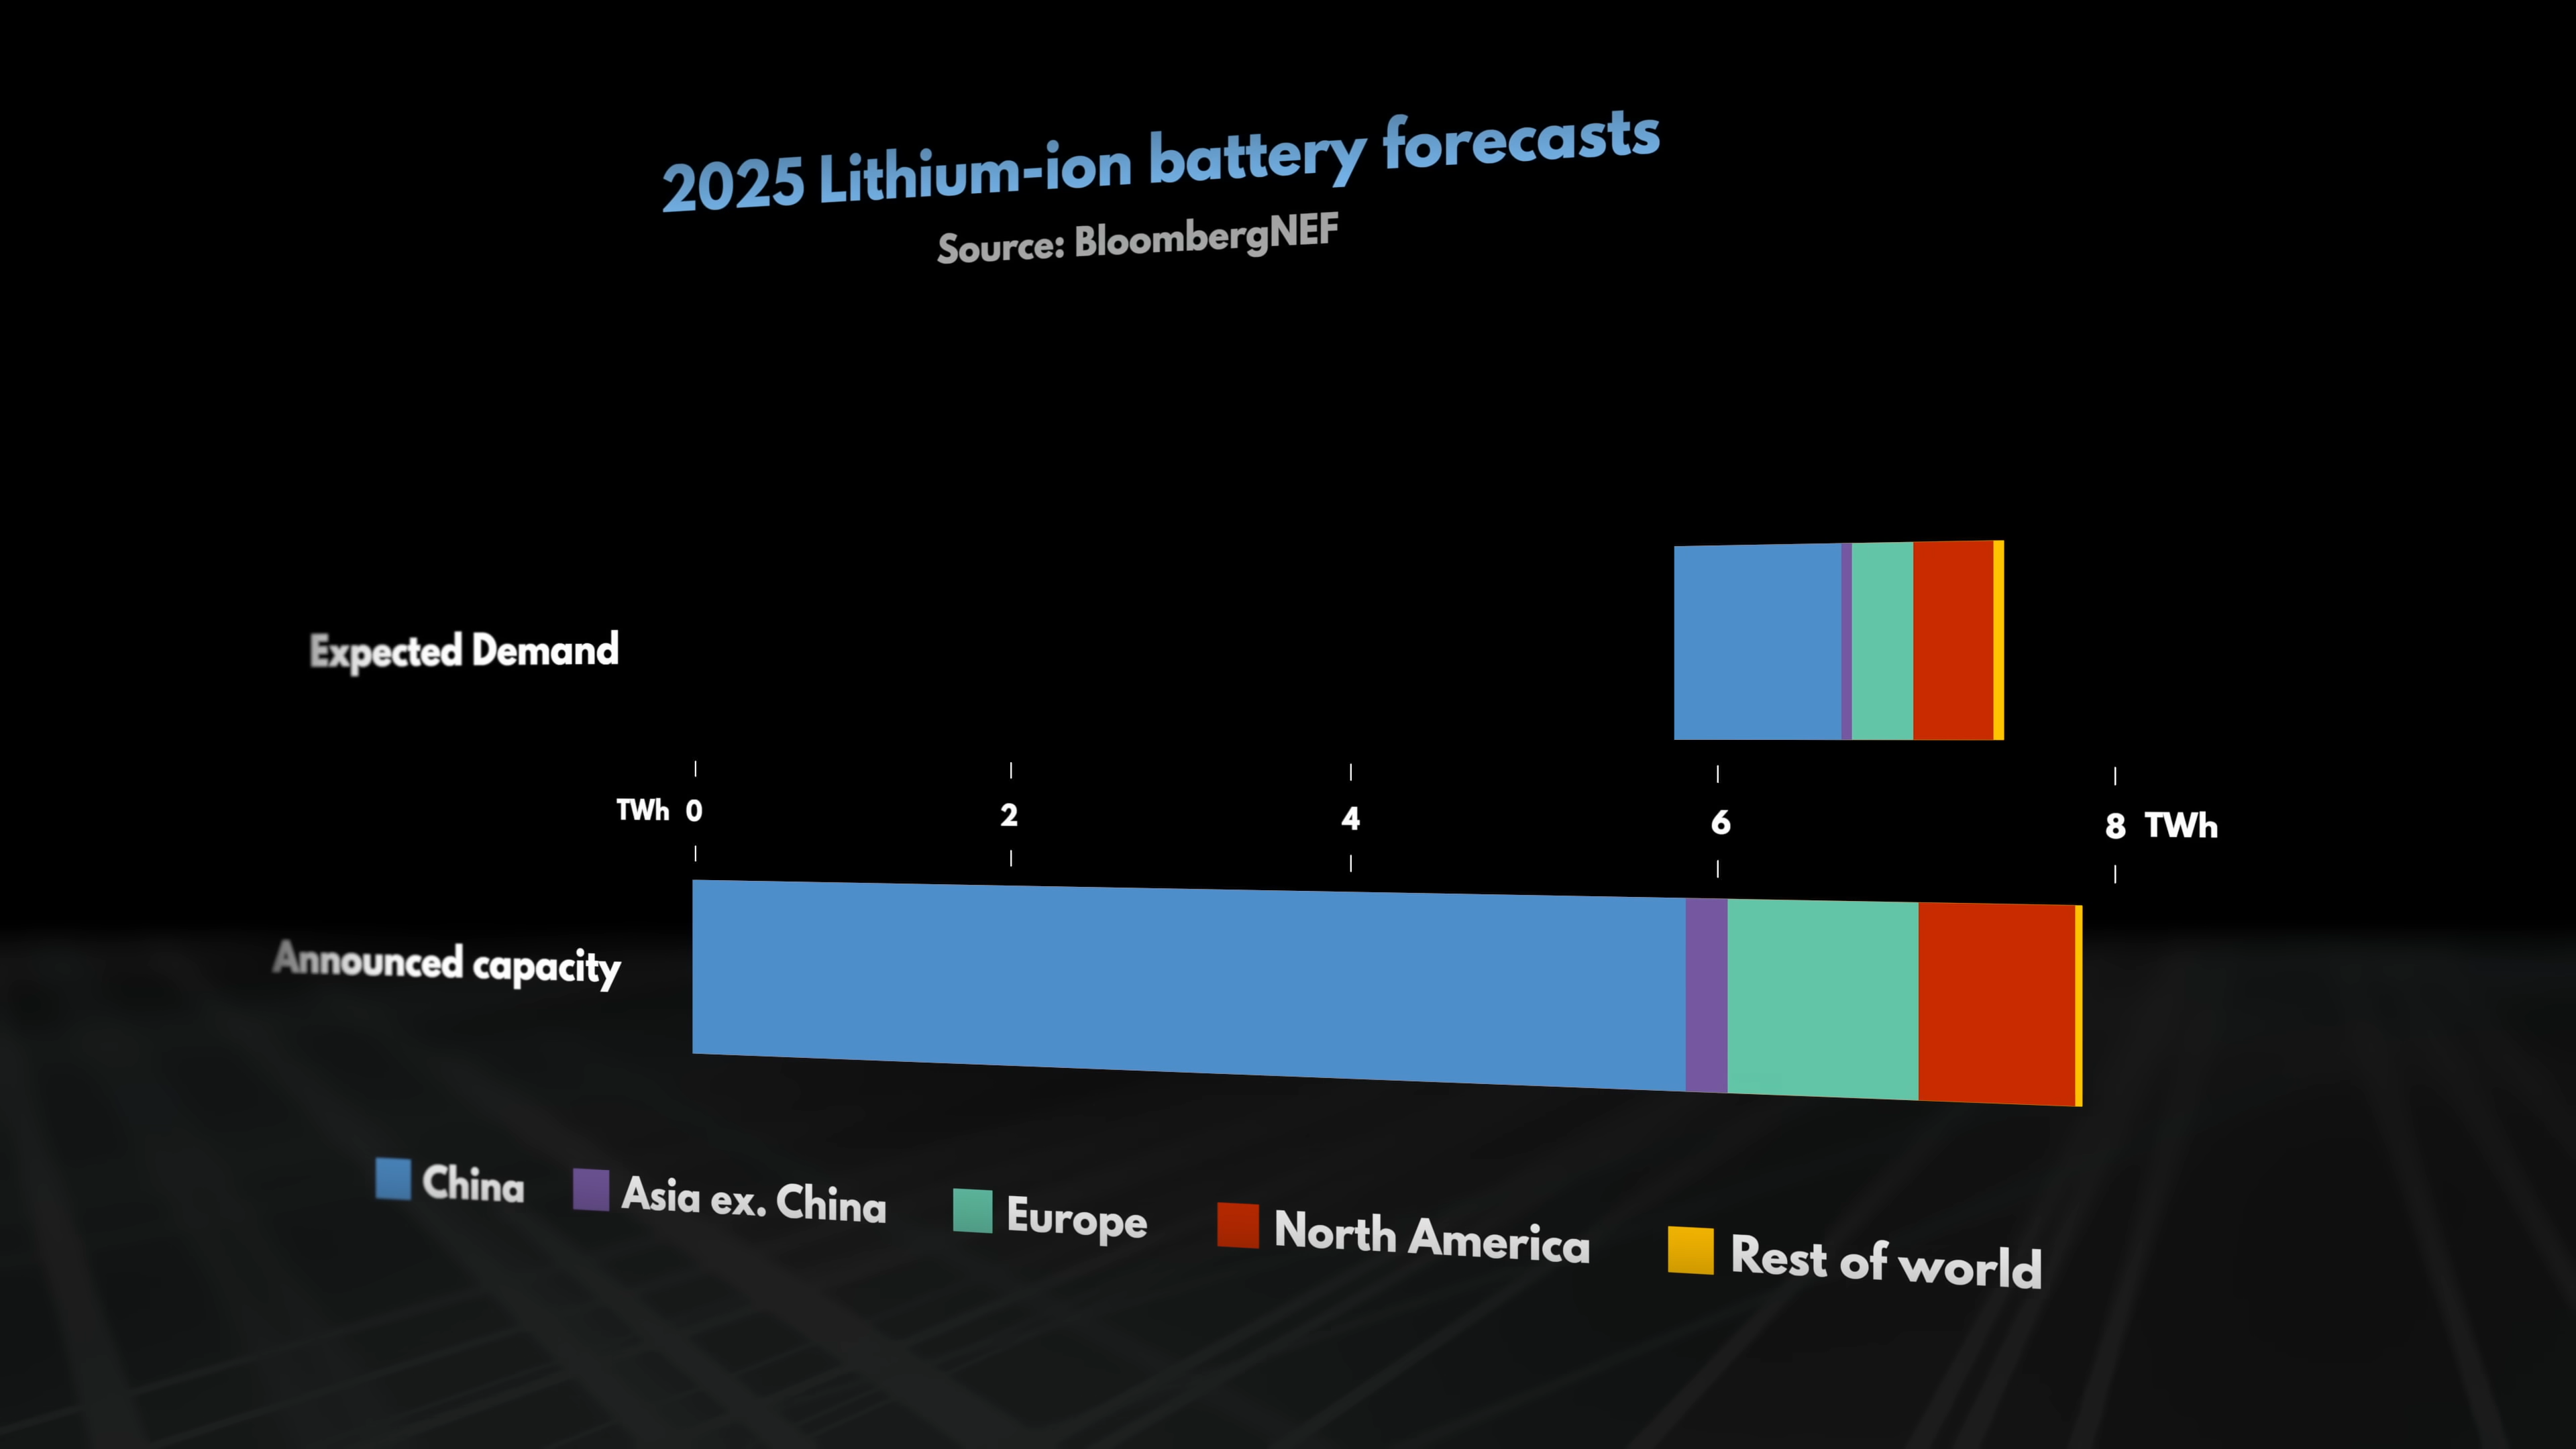 2025 Lithium-ion battery forecasts
Source: BloombergNEF
Expected Demand
TWh 0 2 4 6 8 TWh
Announced capacity
China Asia ex. China Europe North America Rest of world